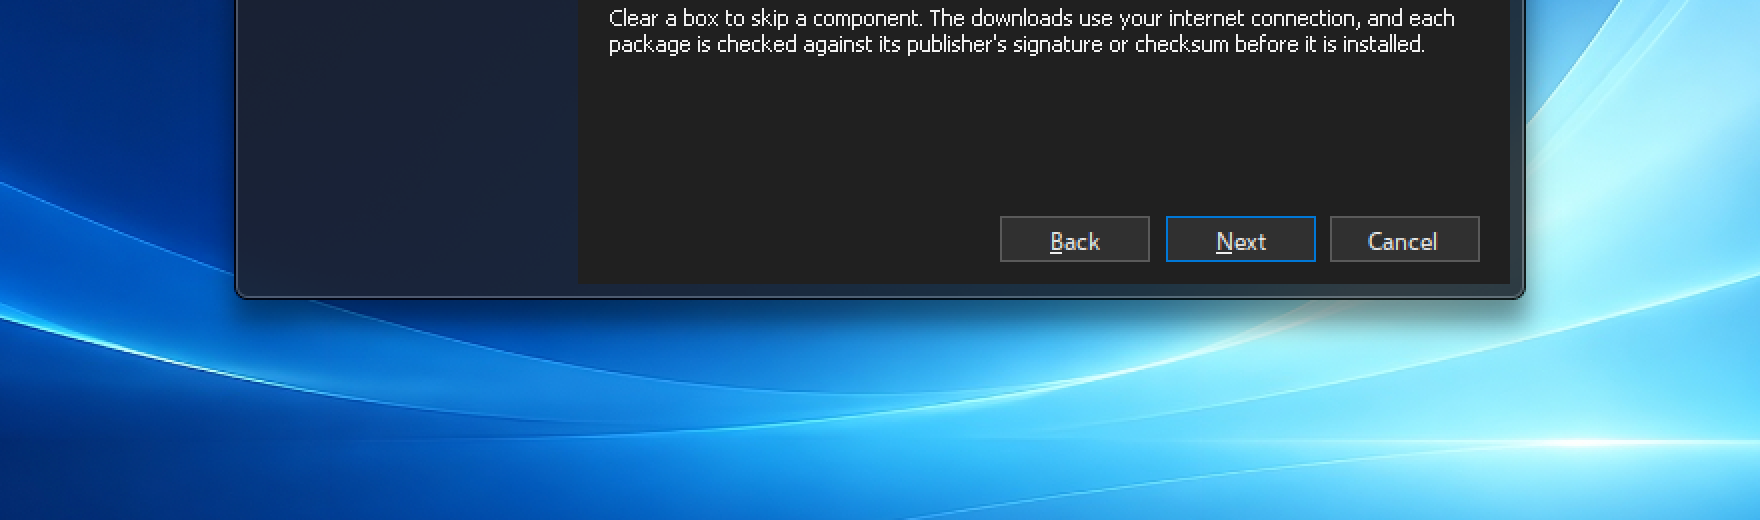 Clear a box to skip a component. The downloads use your internet connection, and each
package is checked against its publisher's signature or checksum before it is installed.
Back
Next
Cancel